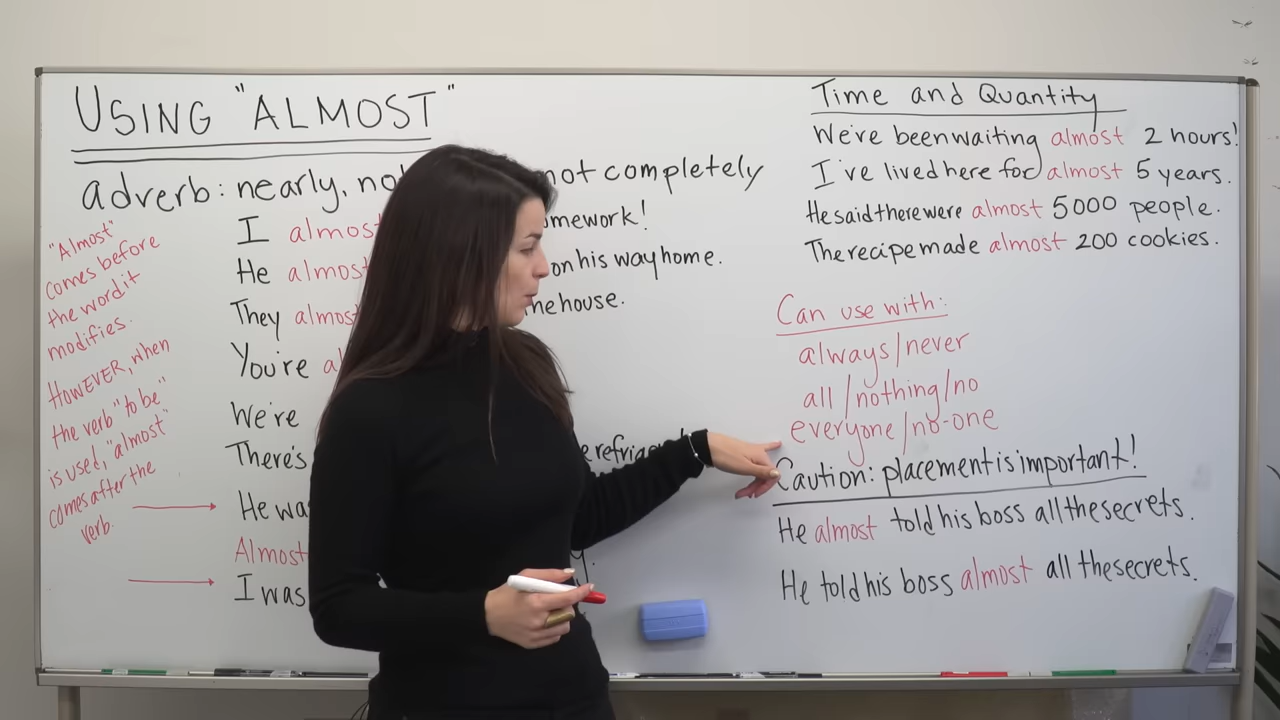 USING "ALMOST"
adverb: nearly, not completely
"Almost"
comes before
the word it
modifies.
HOWEVER, when
the verb "to be"
is used, "almost"
comes after the
verb.
I almost homework!
He almost on his way home.
They almost the house.
You're
We're
There's refrige
He was
Almost
I was
Time and Quantity
We've been waiting almost 2 hours!
I've lived here for almost 5 years.
He said there were almost 5000 people.
The recipe made almost 200 cookies.
Can use with:
always/never
all/nothing/no
everyone/no-one
Caution: placement is important!
He almost told his boss all the secrets.
He told his boss almost all the secrets.